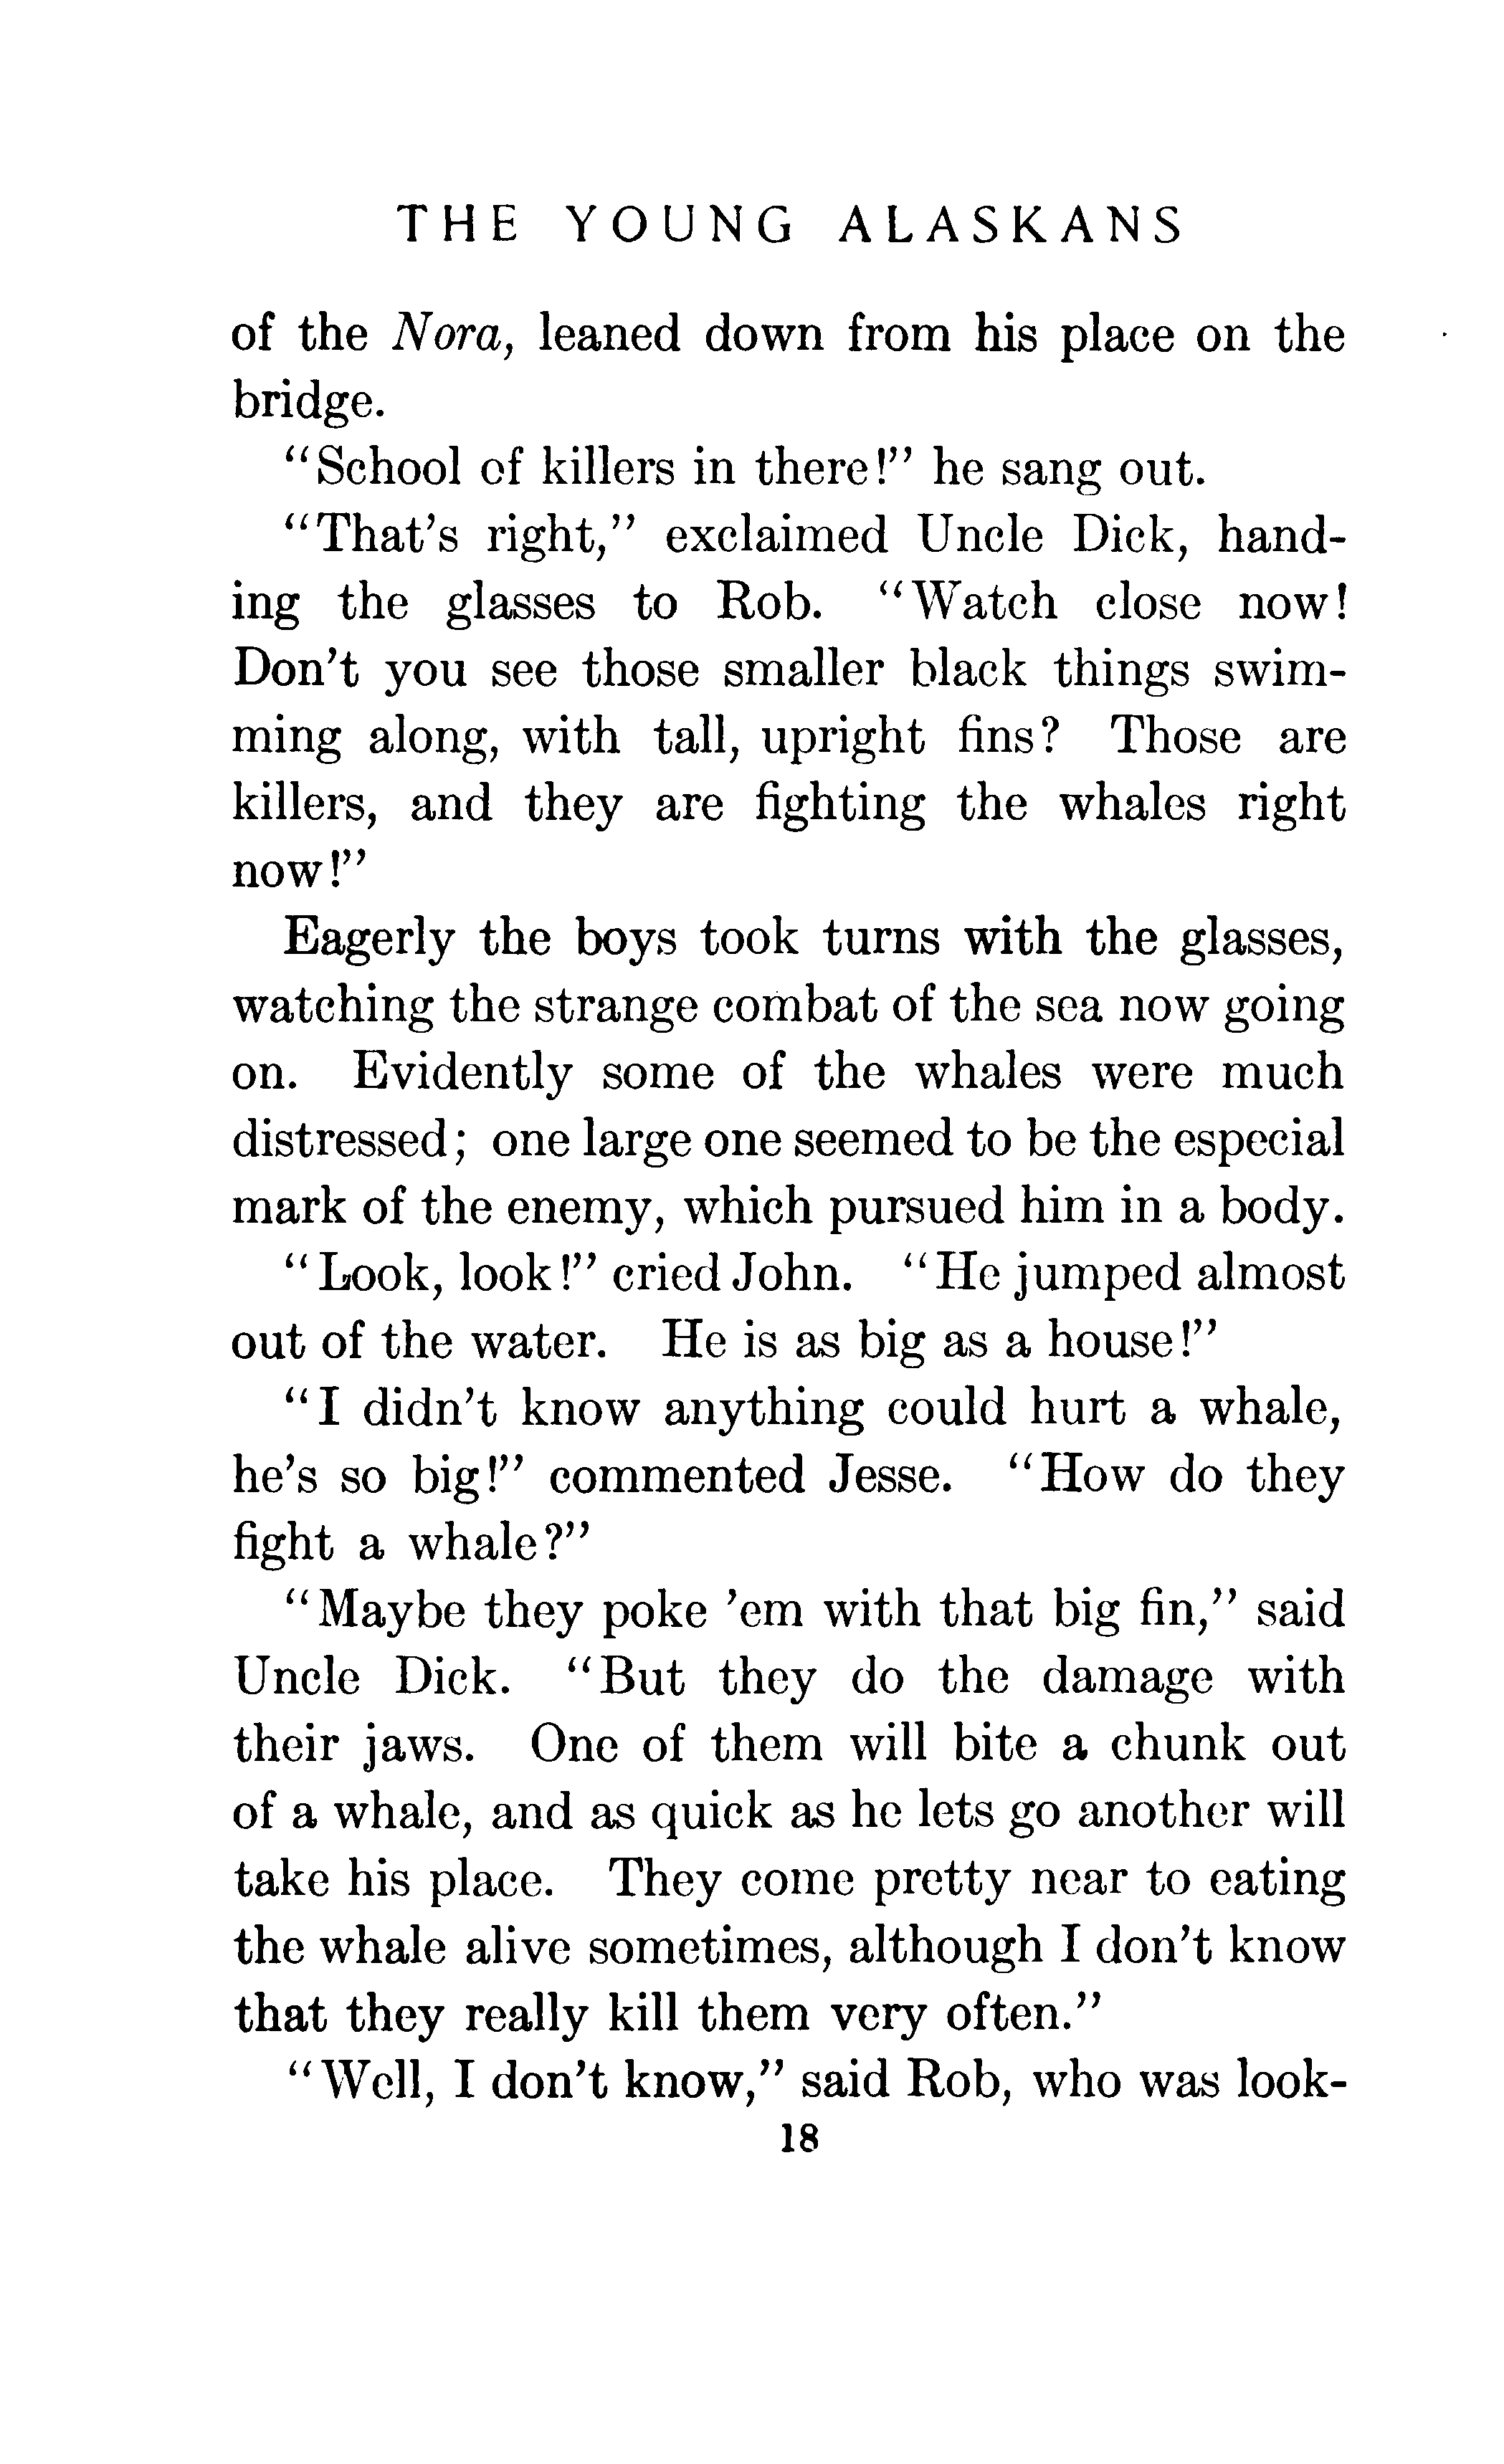 THE YOUNG ALASKANS
of the Nora, leaned down from his place on the
bridge.
"School of killers in there!" he sang out.
"That's right," exclaimed Uncle Dick, hand-
ing the glasses to Rob. "Watch close now!
Don't you see those smaller black things swim-
ming along, with tall, upright fins? Those are
killers, and they are fighting the whales right
now!"
Eagerly the boys took turns with the glasses,
watching the strange combat of the sea now going
on. Evidently some of the whales were much
distressed; one large one seemed to be the especial
mark of the enemy, which pursued him in a body.
"Look, look!" cried John. "He jumped almost
out of the water. He is as big as a house!"
"I didn't know anything could hurt a whale,
he's so big!" commented Jesse. "How do they
fight a whale?"
"Maybe they poke 'em with that big fin," said
Uncle Dick. "But they do the damage with
their jaws. One of them will bite a chunk out
of a whale, and as quick as he lets go another will
take his place. They come pretty near to eating
the whale alive sometimes, although I don't know
that they really kill them very often."
"Well, I don't know," said Rob, who was look-
18